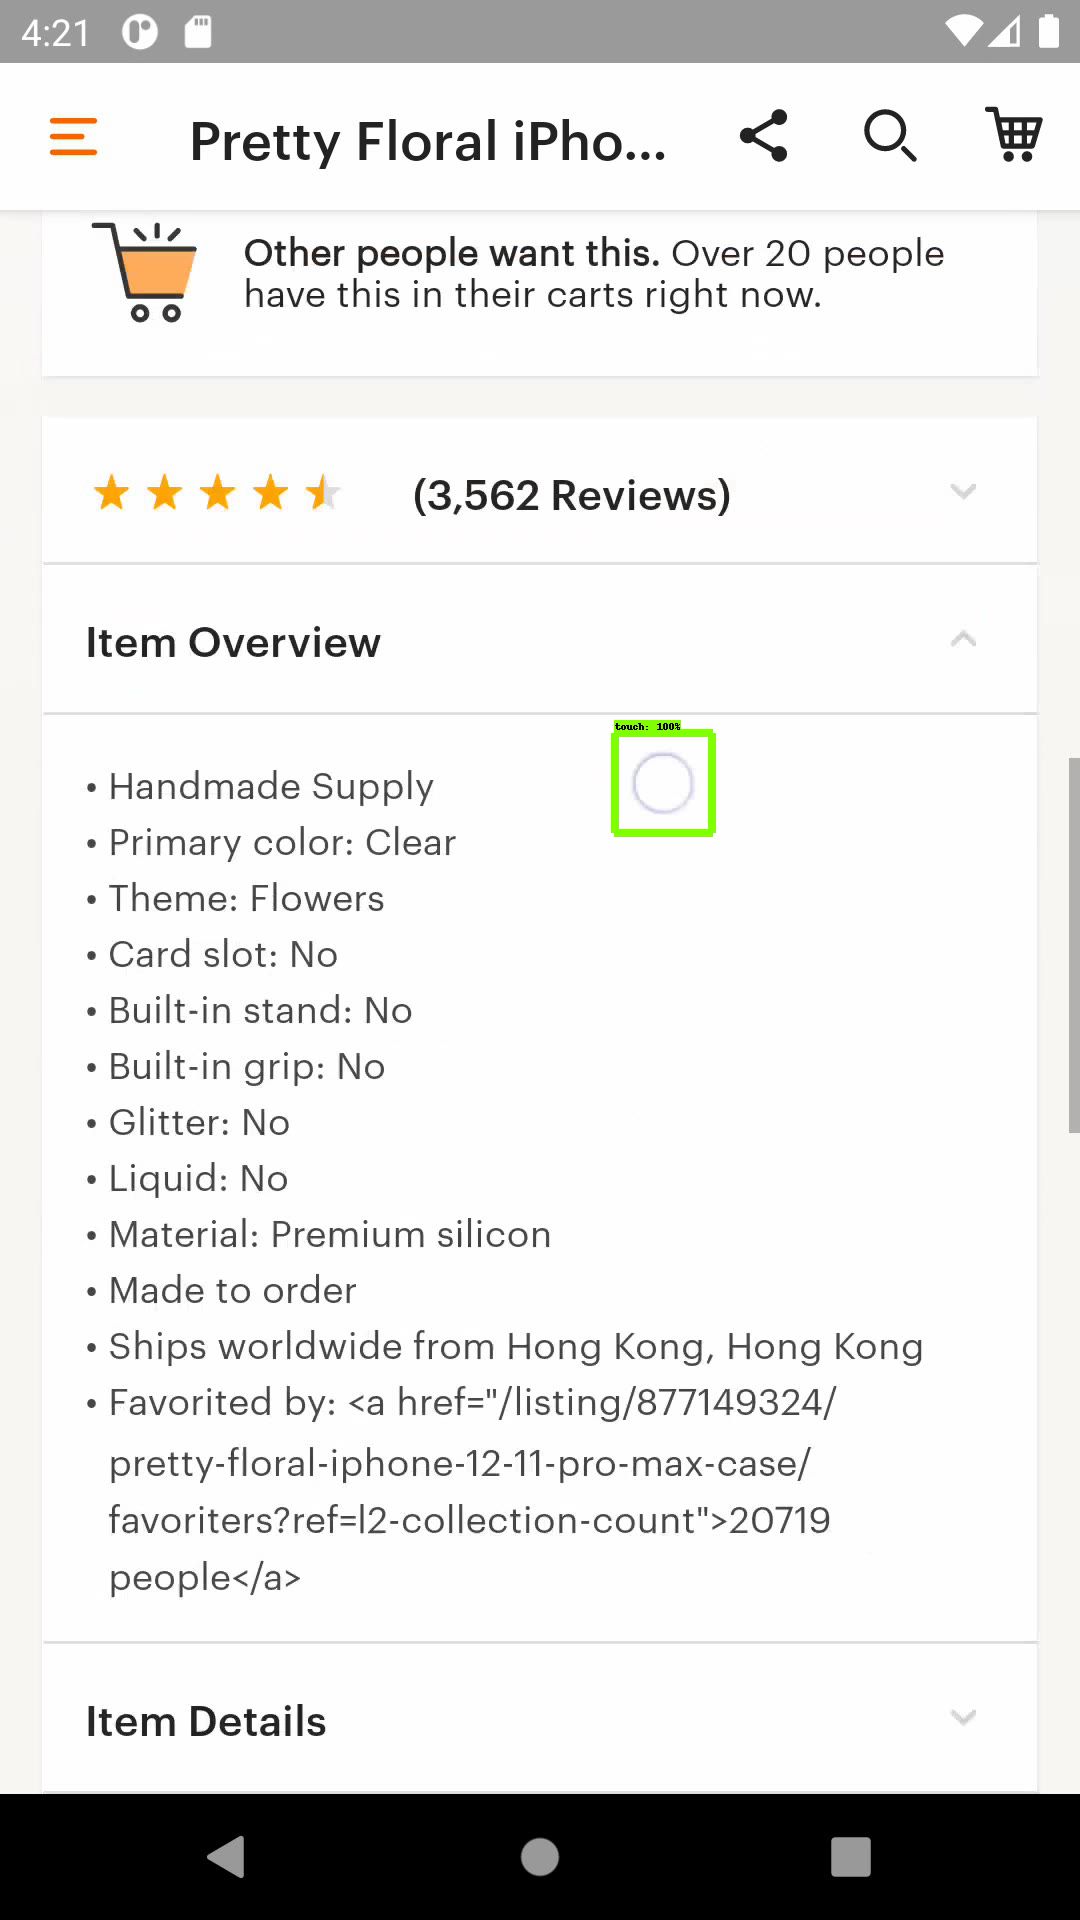 4:21
Pretty Floral iPho...
Other people want this. Over 20 people
have this in their carts right now.
(3,562 Reviews)
Item Overview
touch: 100%
• Handmade Supply
• Primary color: Clear
• Theme: Flowers
• Card slot: No
• Built-in stand: No
• Built-in grip: No
• Glitter: No
• Liquid: No
• Material: Premium silicon
• Made to order
• Ships worldwide from Hong Kong, Hong Kong
• Favorited by: <a href="/listing/877149324/
pretty-floral-iphone-12-11-pro-max-case/
favoriters?ref=l2-collection-count">20719
people</a>
Item Details